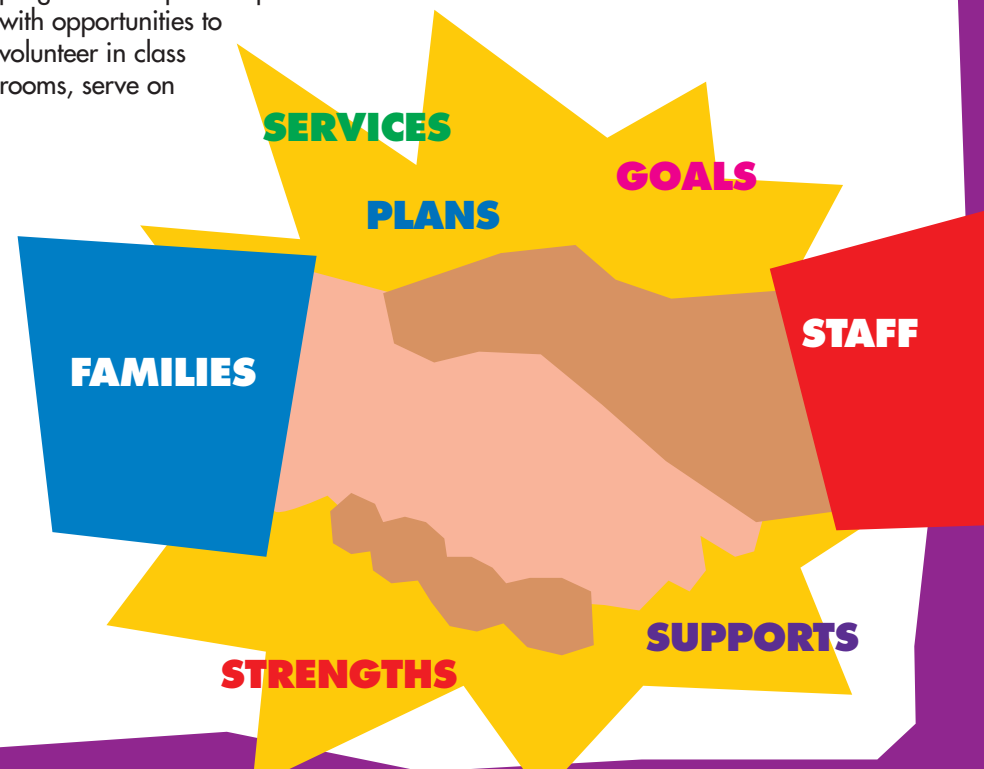 with opportunities to
volunteer in class
rooms, serve on
SERVICES
GOALS
PLANS
STAFF
FAMILIES
SUPPORTS
STRENGTHS